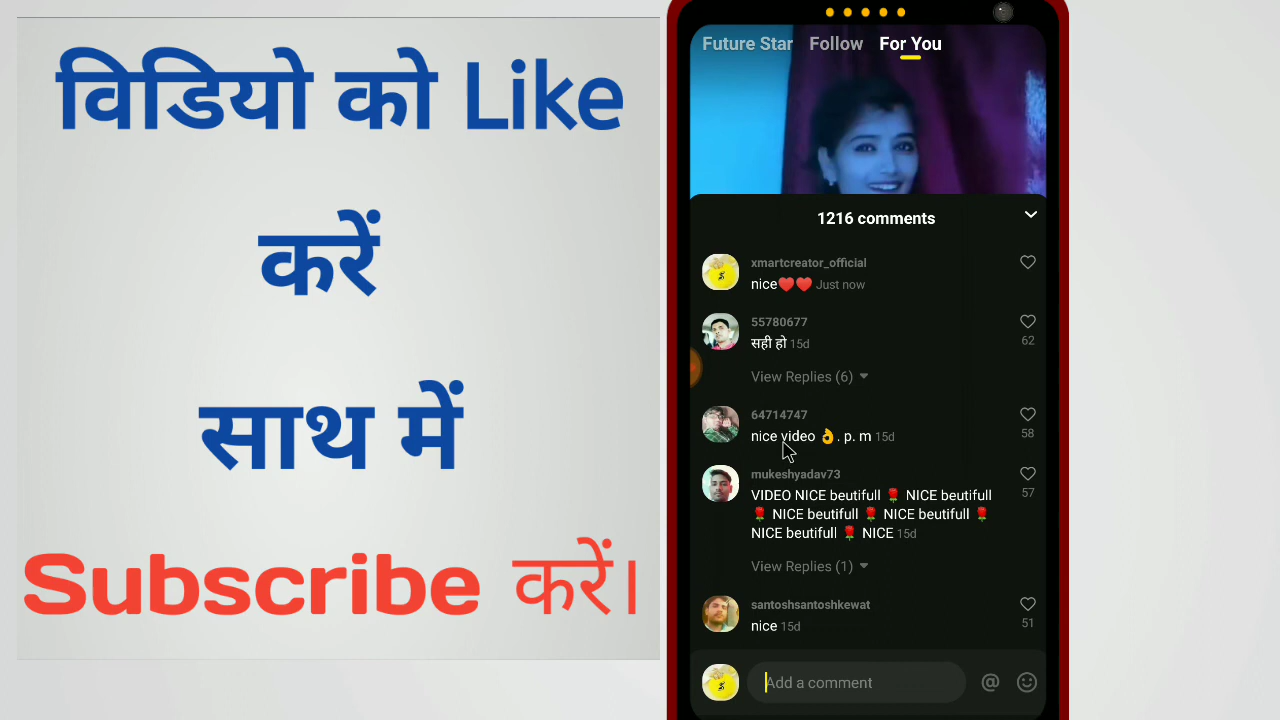 विडियो को Like
करें
साथ में
Subscribe करें।
Future Star Follow For You
1216 comments
xmartcreator_official
nice❤️❤️ Just now
55780677
सही हो 15d
62
View Replies (6)
64714747
nice video 👌. p. m 15d
58
mukeshyadav73
VIDEO NICE beutifull 🌹 NICE beutifull
🌹 NICE beutifull 🌹 NICE beutifull 🌹
NICE beutifull 🌹 NICE 15d
57
View Replies (1)
santoshsantoshkewat
nice 15d
51
Add a comment @